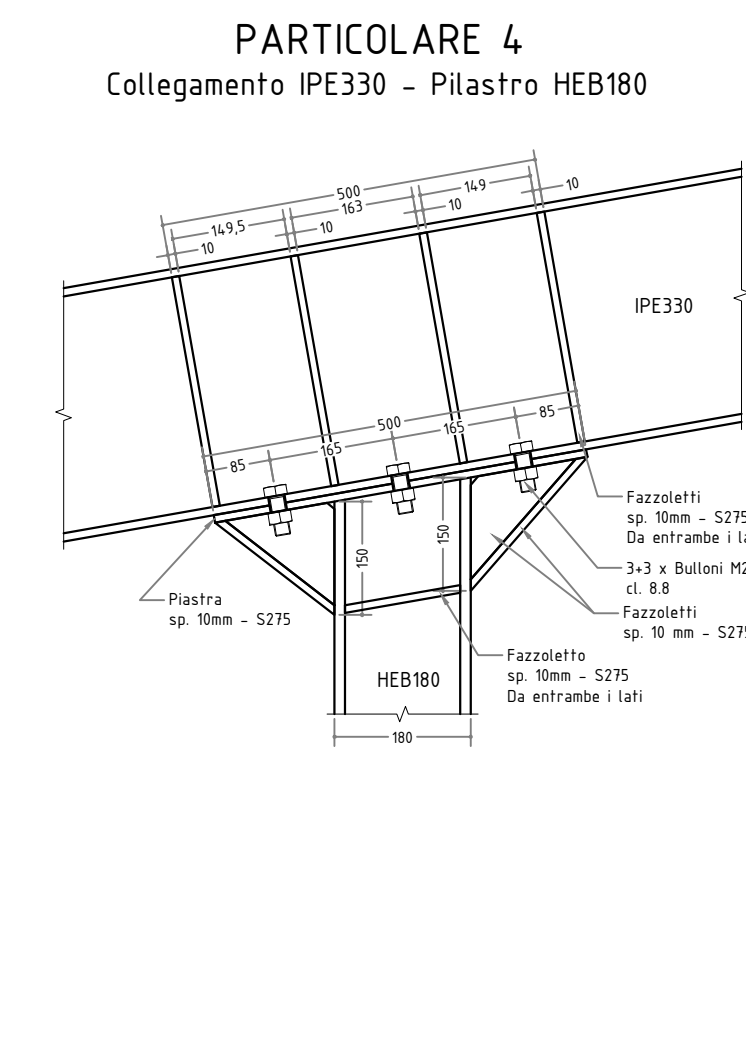 PARTICOLARE 4
Collegamento IPE330 - Pilastro HEB180
500
149
10
163
149,5
10
10
10
IPE330
500
85
165
165
85
150
150
Fazzoletti
sp. 10mm - S275
Da entrambe i
3+3 x Bulloni
cl. 8.8
Piastra
sp. 10mm - S275
Fazzoletti
sp. 10 mm -
Fazzoletto
sp. 10mm - S275
Da entrambe i lati
HEB180
180